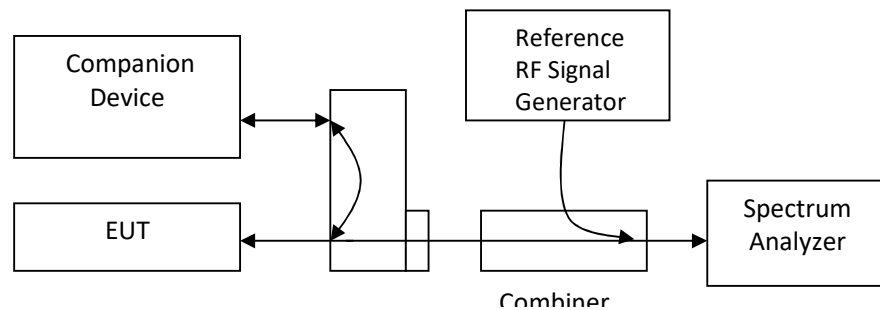 Companion
Device
Reference
RF Signal
Generator
EUT
Spectrum
Analyzer
Combiner